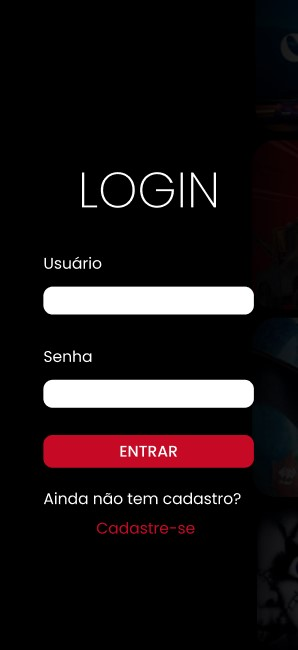 LOGIN
Usuário
Senha
ENTRAR
Ainda não tem cadastro?
Cadastre-se